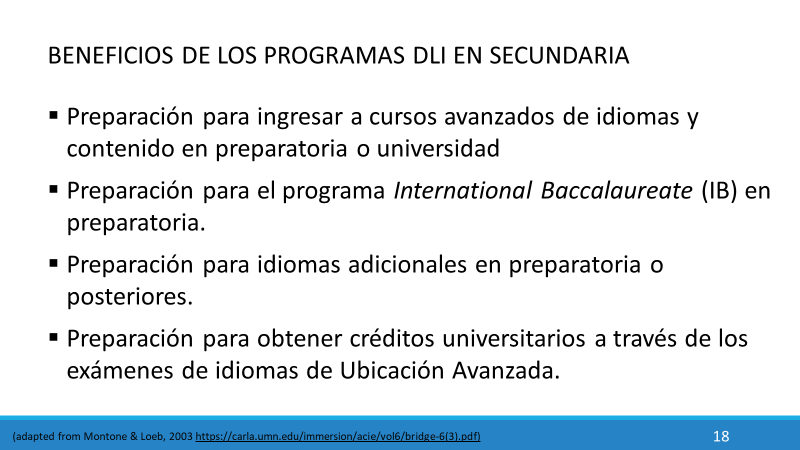 BENEFICIOS DE LOS PROGRAMAS DLI EN SECUNDARIA
▪ Preparación para ingresar a cursos avanzados de idiomas y
contenido en preparatoria o universidad
▪ Preparación para el programa International Baccalaureate (IB) en
preparatoria.
▪ Preparación para idiomas adicionales en preparatoria o
posteriores.
▪ Preparación para obtener créditos universitarios a través de los
exámenes de idiomas de Ubicación Avanzada.
(adapted from Montone & Loeb, 2003 https://carla.umn.edu/immersion/acie/vol6/bridge-6(3).pdf)
18